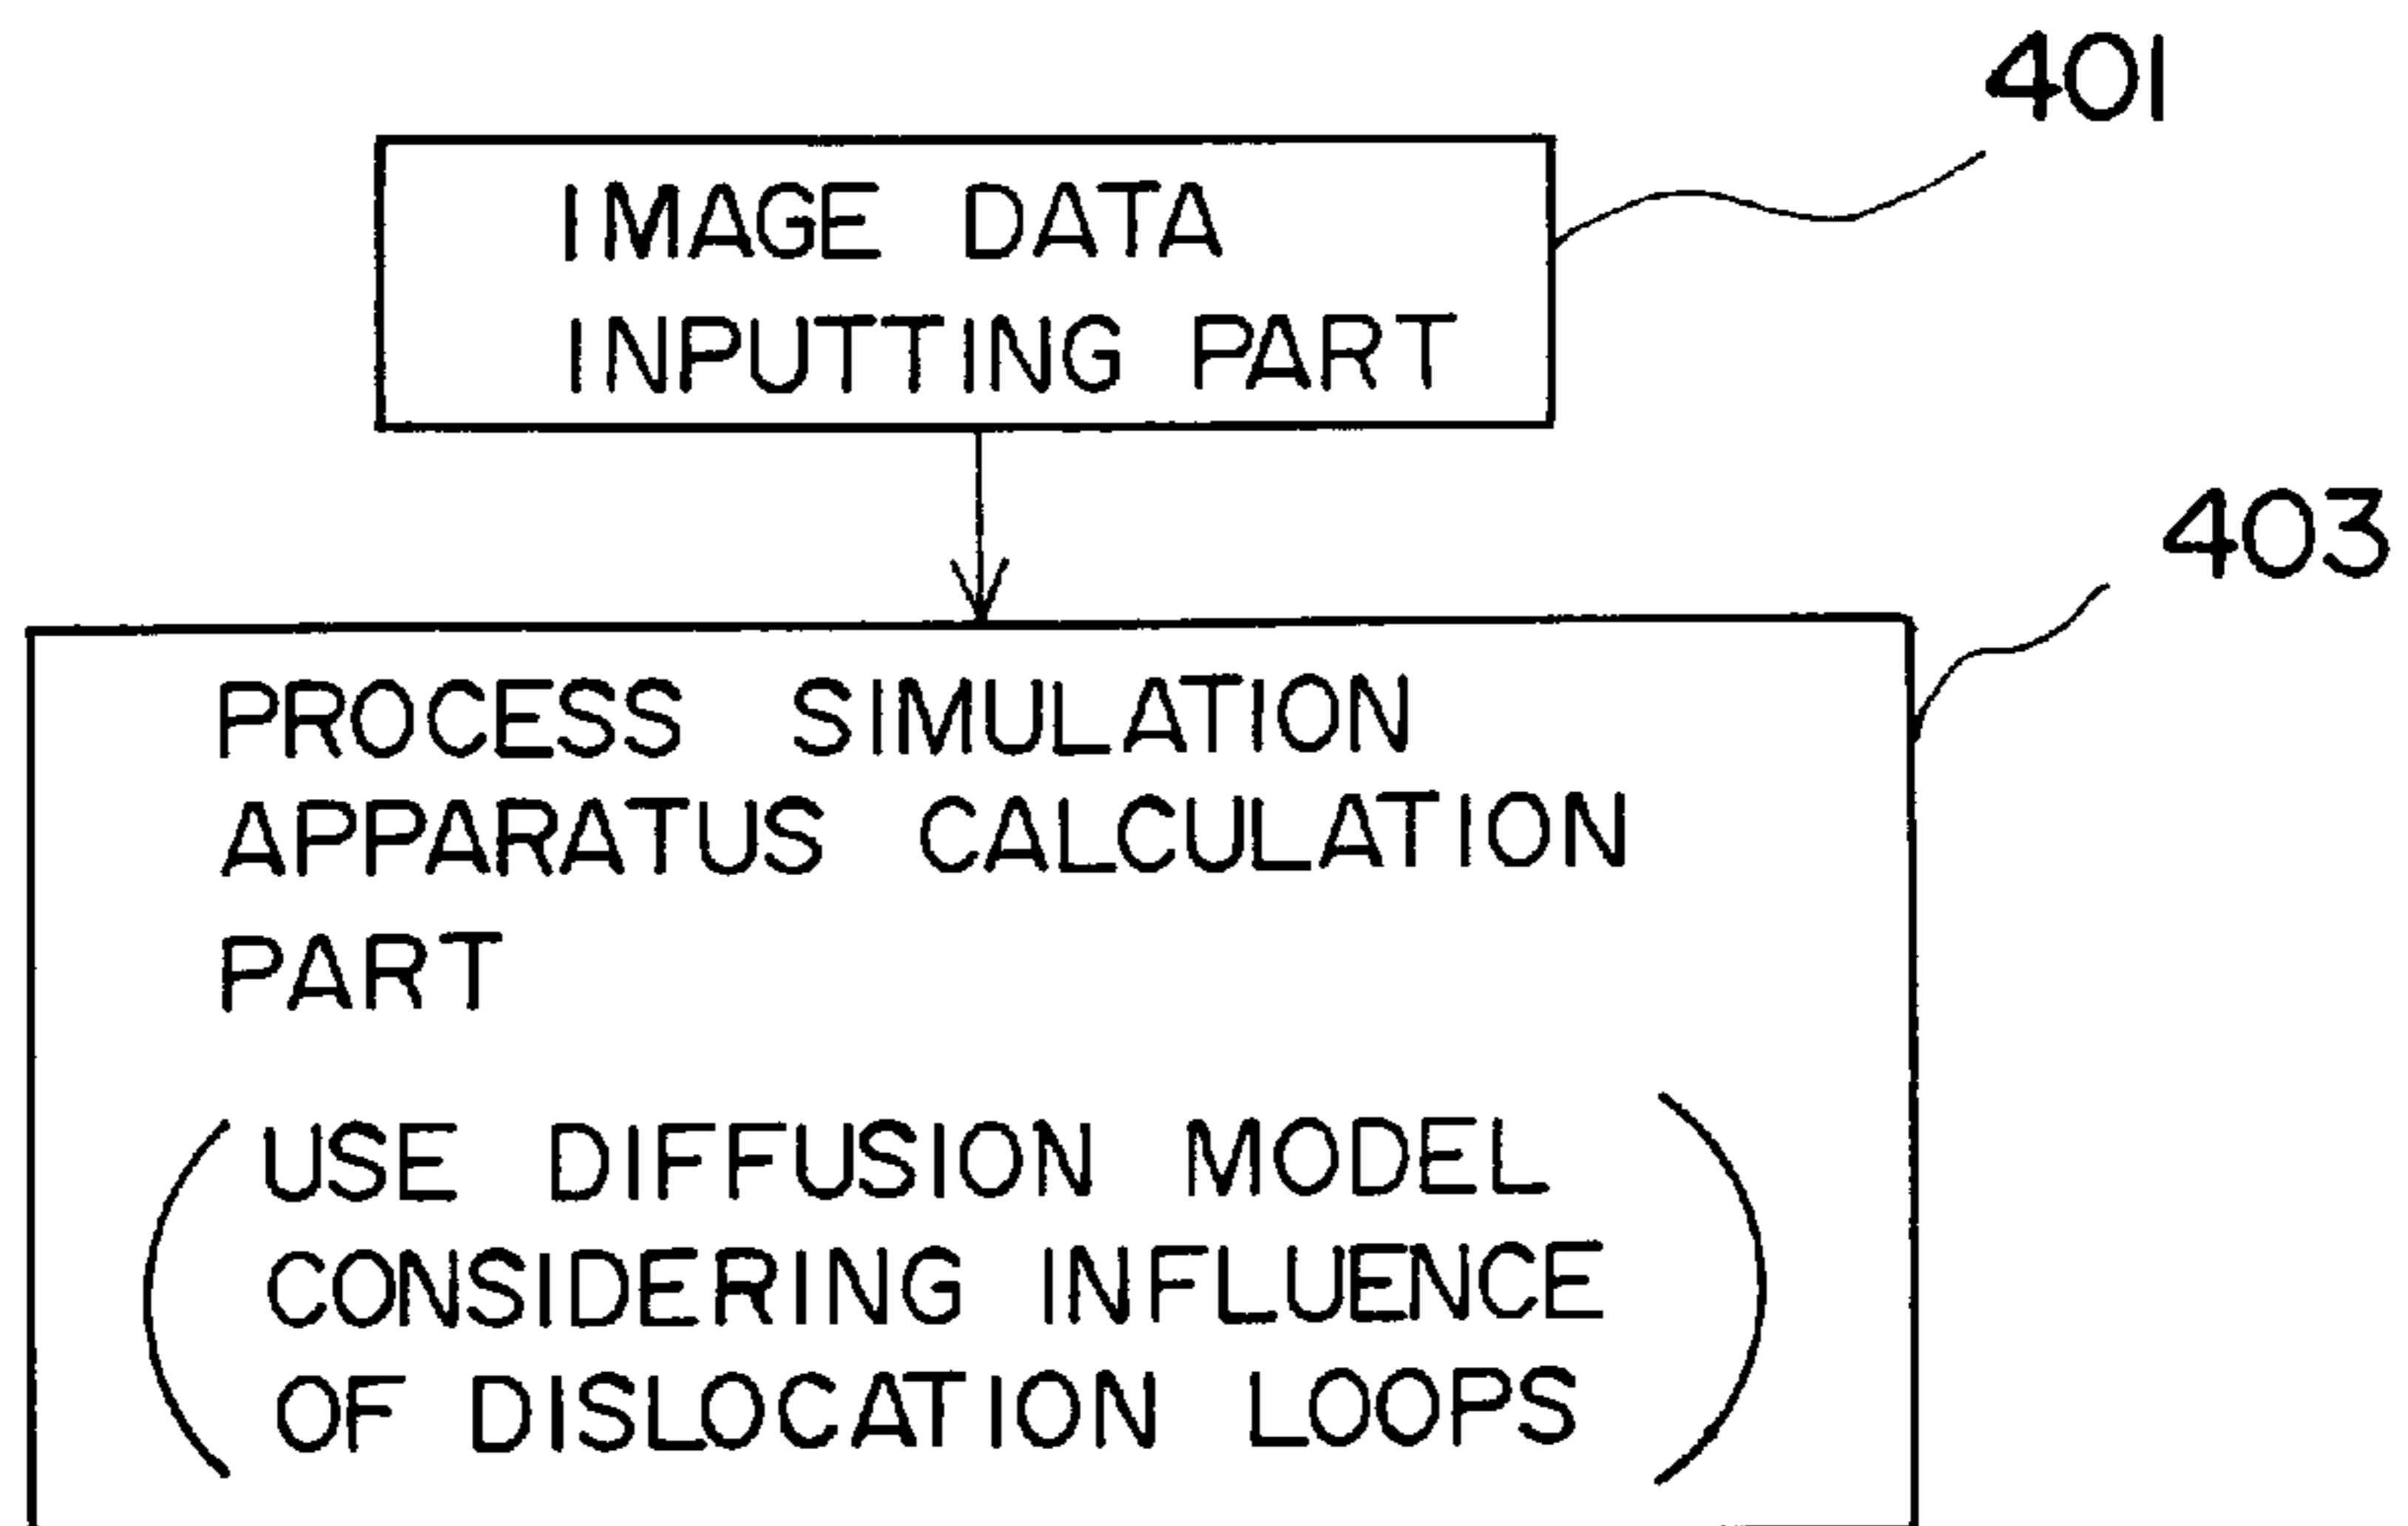 401
IMAGE DATA
INPUTTING PART
403
PROCESS SIMULATION
APPARATUS CALCULATION
PART
(USE DIFFUSION MODEL
CONSIDERING INFLUENCE
OF DISLOCATION LOOPS)